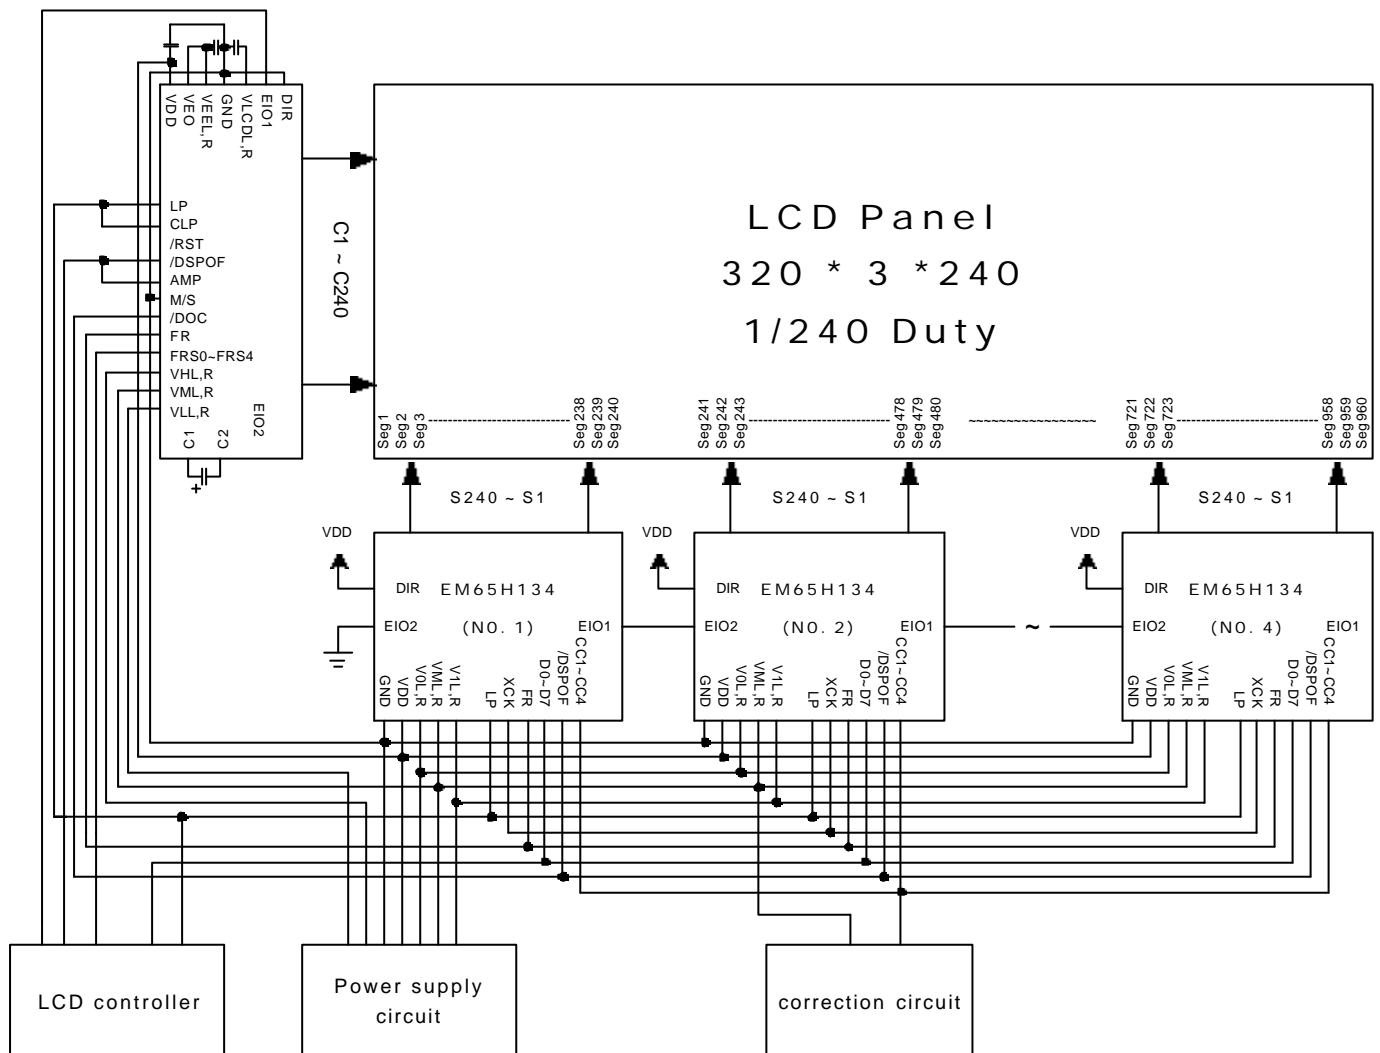 VDD
VEO
VEEL,R
GND
VLCDL,R
EIO1
DIR
LP
CLP
/RST
/DSPOF
AMP
M/S
/DOC
FR
FRS0~FRS4
VHL,R
VML,R
VLL,R
C1
C2
EIO2
+
C1 ~ C240
LCD Panel
320 * 3 *240
1/240 Duty
Seg1
Seg2
Seg3
Seg238
Seg239
Seg240
Seg241
Seg242
Seg243
Seg478
Seg479
Seg480
Seg721
Seg722
Seg723
Seg958
Seg959
Seg960
S240 ~ S1
S240 ~ S1
S240 ~ S1
VDD
DIR
EM65H134
EIO2
(NO. 1)
EIO1
GND
VDD
V0L,R
VML,R
V1L,R
LP
XCK
FR
D0~D7
/DSPOF
CC1~CC4
VDD
DIR
EM65H134
EIO2
(NO. 2)
EIO1
GND
VDD
V0L,R
VML,R
V1L,R
LP
XCK
FR
D0~D7
/DSPOF
CC1~CC4
~
VDD
DIR
EM65H134
EIO2
(NO. 4)
EIO1
GND
VDD
V0L,R
VML,R
V1L,R
LP
XCK
FR
D0~D7
/DSPOF
CC1~CC4
LCD controller
Power supply
circuit
correction circuit